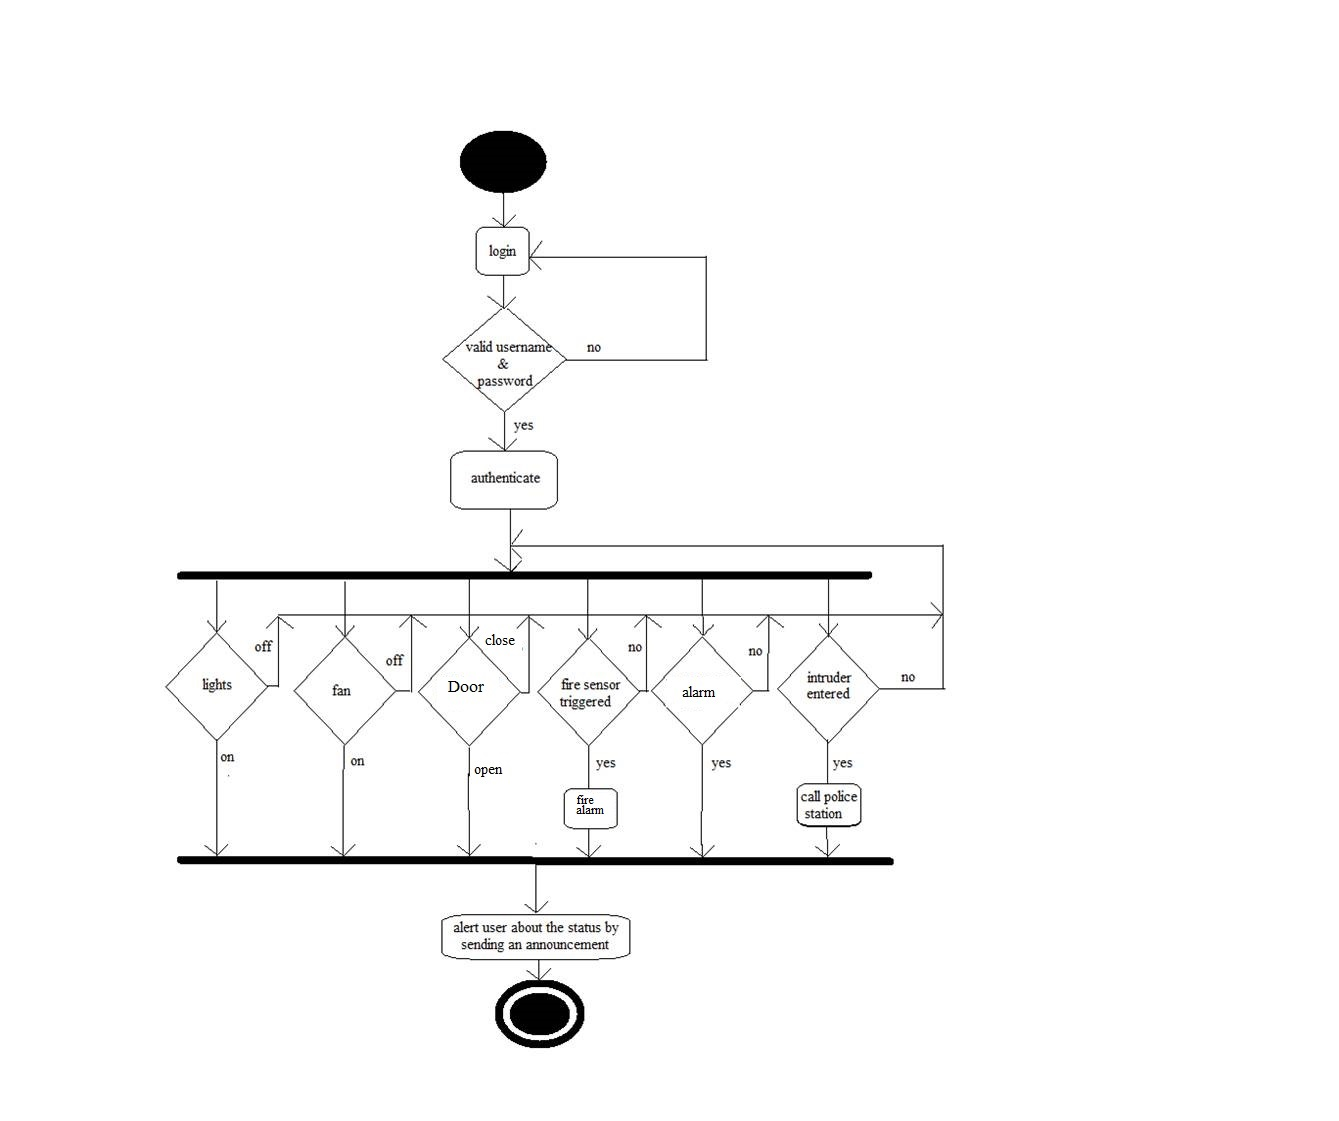 login
valid username
&
password
no
yes
authenticate
off
off
close
no
no
no
lights
fan
Door
fire sensor
triggered
alarm
intruder
entered
on
on
open
yes
yes
yes
fire
alarm
call police
station
alert user about the status by
sending an announcement